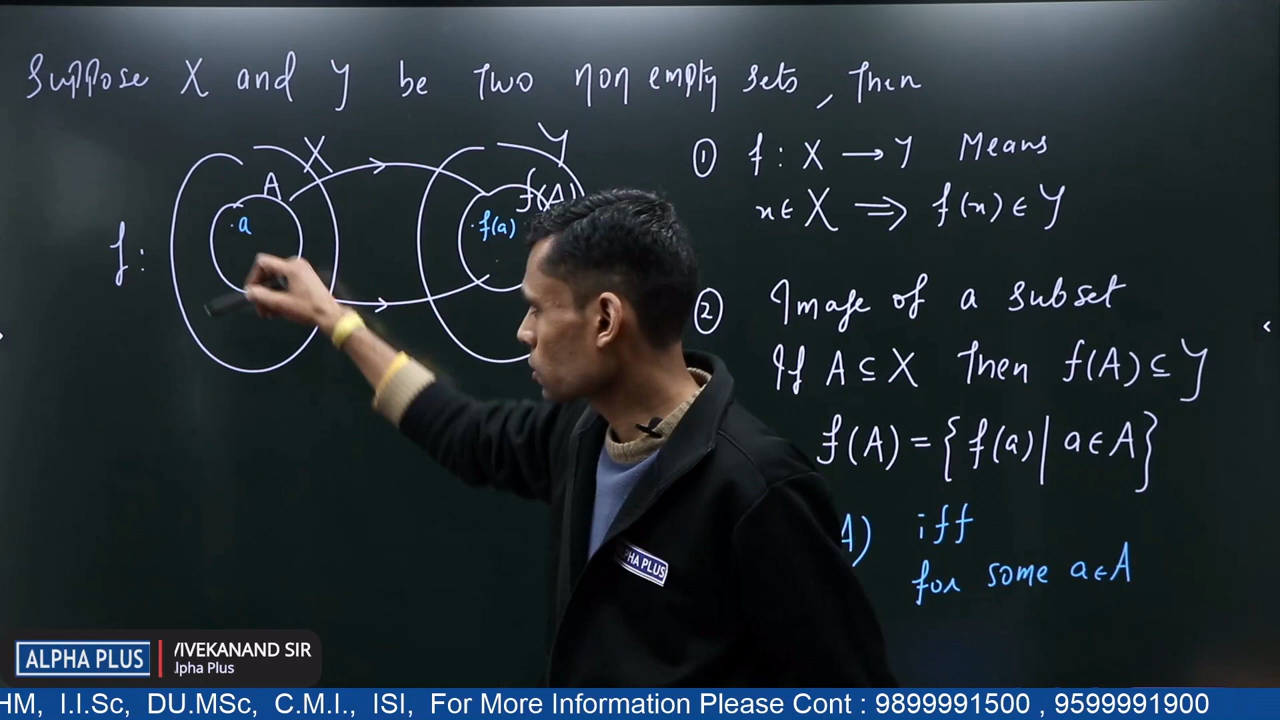 Suppose X and Y be two non empty sets, Then
X
Y
A
f(A)
.a
.f(a)
f:
① f: X → Y Means
x ∈ X ⇒ f(x) ∈ Y
② Image of a subset
If A ⊆ X Then f(A) ⊆ Y
f(A) = {f(a) | a ∈ A}
A) iff
for some a ∈ A
HA PLUS
ALPHA PLUS
VIVEKANAND SIR
lpha Plus
HM, I.I.Sc, DU.MSc, C.M.I., ISI, For More Information Please Cont : 9899991500 , 9599991900